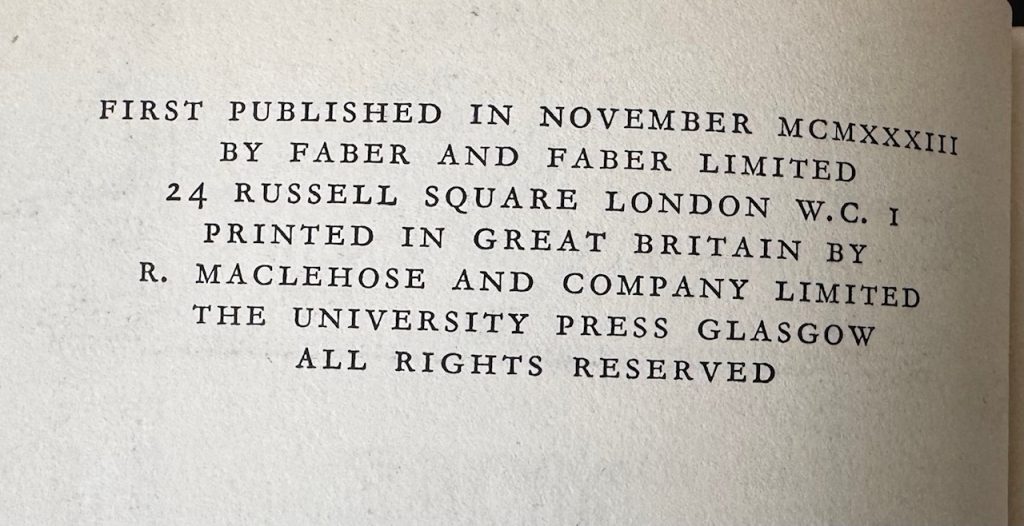 FIRST PUBLISHED IN NOVEMBER MCMXXXIII
BY FABER AND FABER LIMITED
24 RUSSELL SQUARE LONDON W.C. I
PRINTED IN GREAT BRITAIN BY
R. MACLEHOSE AND COMPANY LIMITED
THE UNIVERSITY PRESS GLASGOW
ALL RIGHTS RESERVED